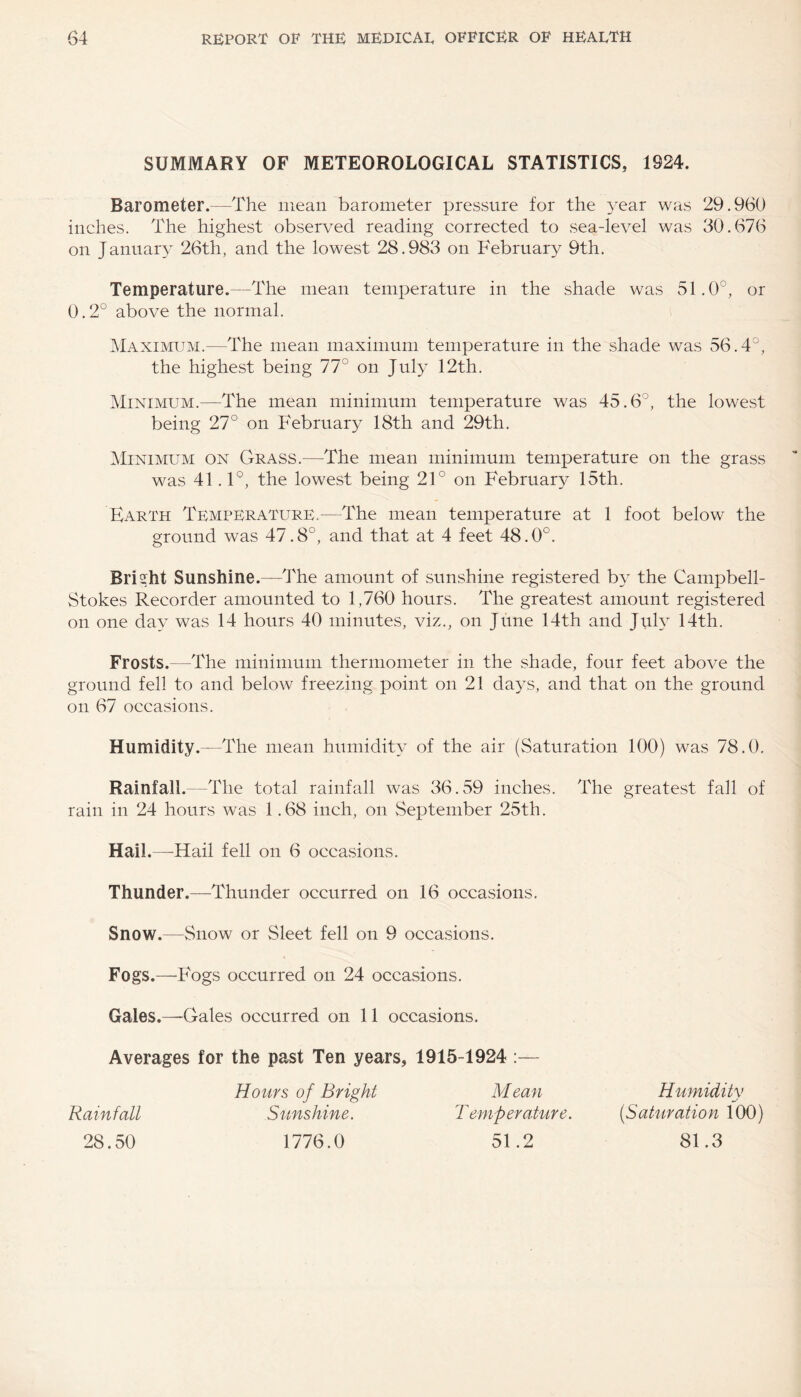 64 REPORT OF THE MEDICAL OFFICER OF HEALTH
SUMMARY OF METEOROLOGICAL STATISTICS, 1924.
Barometer.—The mean barometer pressure for the year was 29.960
inches. The highest observed reading corrected to sea-level was 30.676
on January 26th, and the lowest 28.983 on February 9th.
Temperature.—The mean temperature in the shade was 51.0°, or
0.2° above the normal.
Maximum.—The mean maximum temperature in the shade was 56.4°,
the highest being 77° on July 12th.
Minimum.—The mean minimum temperature was 45.6°, the lowest
being 27° on February 18th and 29th.
Minimum on Grass.—The mean minimum temperature on the grass
was 41.1°, the lowest being 21° on February 15th.
Earth Temperature.—The mean temperature at 1 foot below the
ground was 47.8°, and that at 4 feet 48.0°.
Bright Sunshine.—The amount of sunshine registered by the Campbell-
Stokes Recorder amounted to 1,760 hours. The greatest amount registered
on one day was 14 hours 40 minutes, viz., on June 14th and July 14th.
Frosts.—The minimum thermometer in the shade, four feet above the
ground fell to and below freezing point on 21 days, and that on the ground
on 67 occasions.
Humidity.—The mean humidity of the air (Saturation 100) was 78.0.
Rainfall.—The total rainfall was 36.59 inches. The greatest fall of
rain in 24 hours was 1.68 inch, on September 25th.
Hail.—Hail fell on 6 occasions.
Thunder.—Thunder occurred on 16 occasions.
Snow.—Snow or Sleet fell on 9 occasions.
Fogs.—Fogs occurred on 24 occasions.
Gales.—Gales occurred on 11 occasions.
Averages for the past Ten years, 1915-1924 :—
Hours of Bright Mean Humidity
Rainfall Sunshine. Temperature. (Saturation 100)
28.50 1776.0 51.2 81.3